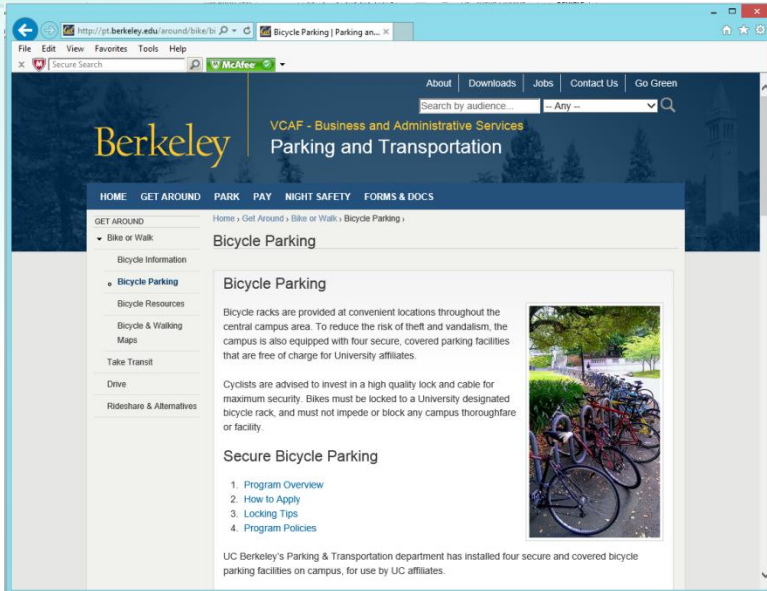 http://pt.berkeley.edu/around/bike/bi
Bicycle Parking | Parking an...
File Edit View Favorites Tools Help
Secure Search
McAfee
About Downloads Jobs Contact Us Go Green
Search by audience...
-- Any --
Berkeley
VCAF - Business and Administrative Services
Parking and Transportation
HOME GET AROUND PARK PAY NIGHT SAFETY FORMS & DOCS
GET AROUND
Bike or Walk
Bicycle Information
Bicycle Parking
Bicycle Resources
Bicycle & Walking
Maps
Take Transit
Drive
Rideshare & Alternatives
Home › Get Around › Bike or Walk › Bicycle Parking ›
Bicycle Parking
Bicycle Parking
Bicycle racks are provided at convenient locations throughout the
central campus area. To reduce the risk of theft and vandalism, the
campus is also equipped with four secure, covered parking facilities
that are free of charge for University affiliates.
Cyclists are advised to invest in a high quality lock and cable for
maximum security. Bikes must be locked to a University designated
bicycle rack, and must not impede or block any campus thoroughfare
or facility.
Secure Bicycle Parking
1. Program Overview
2. How to Apply
3. Locking Tips
4. Program Policies
UC Berkeley's Parking & Transportation department has installed four secure and covered bicycle
parking facilities on campus, for use by UC affiliates.